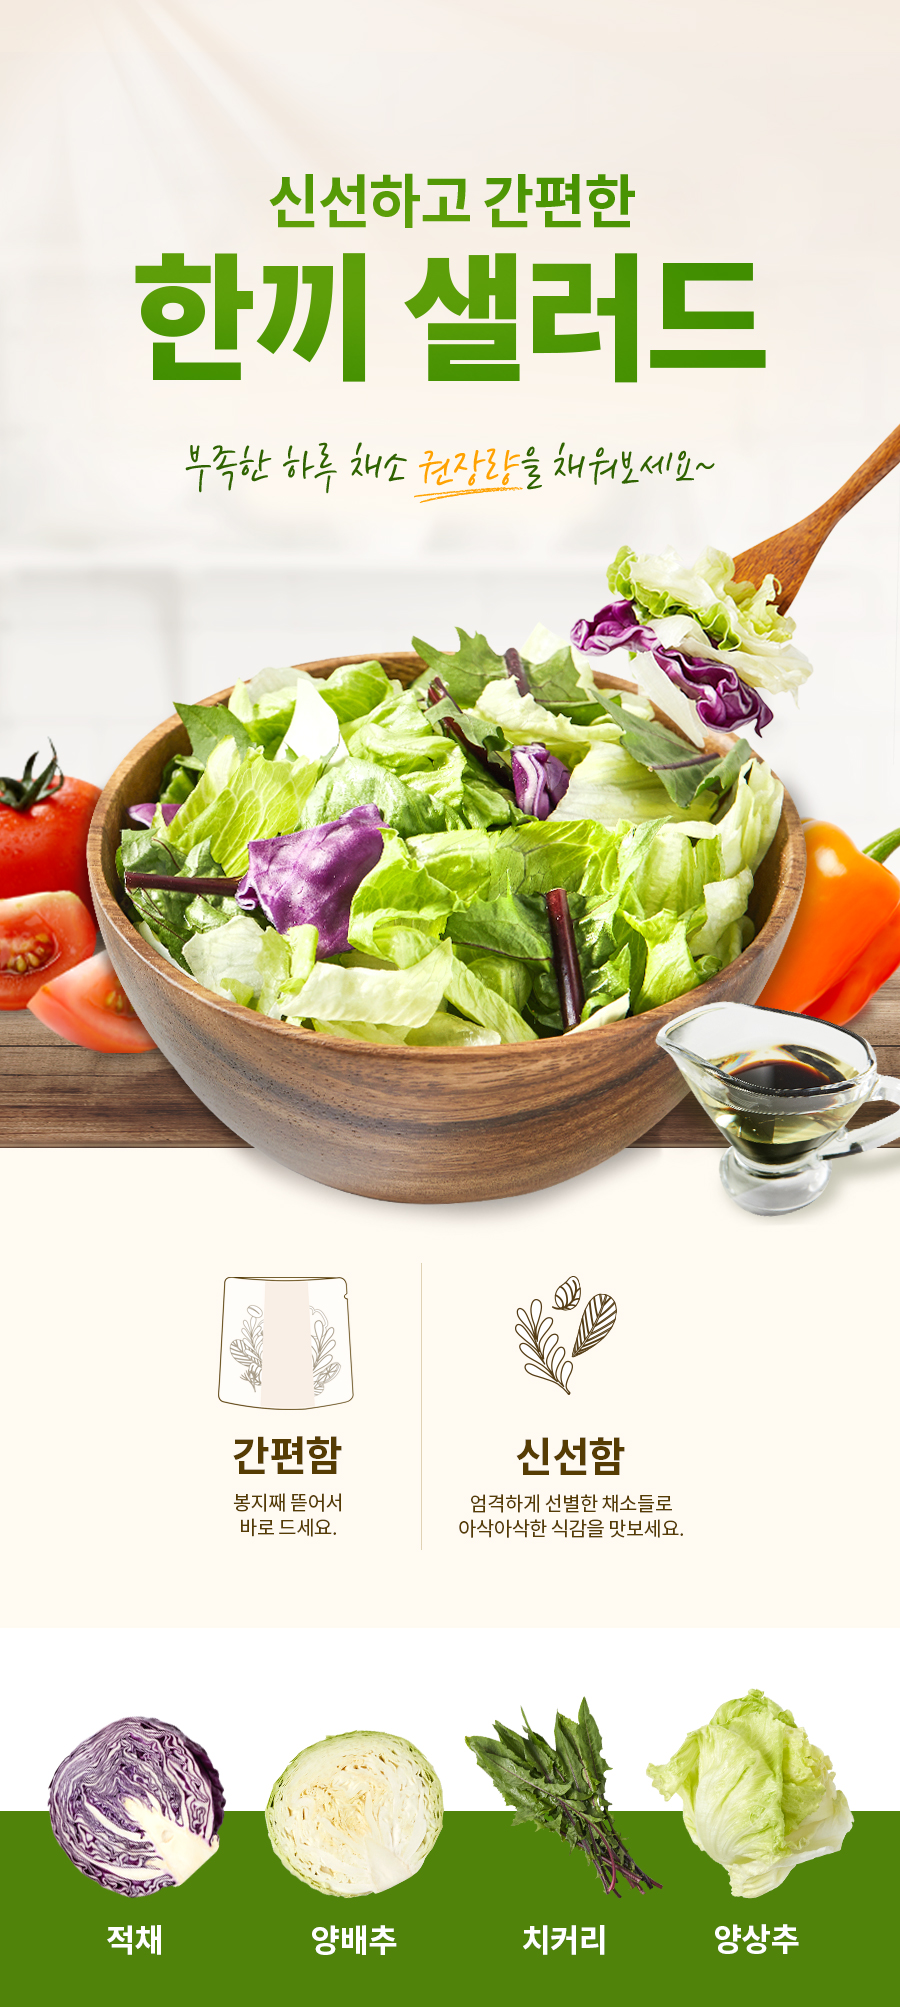 신선하고 간편한
한끼 샐러드
부족한 하루 채소 권장량을 채워보세요~
간편함
봉지째 뜯어서
바로 드세요.
신선함
엄격하게 선별한 채소들로
아삭아삭한 식감을 맛보세요.
적채
양배추
치커리
양상추